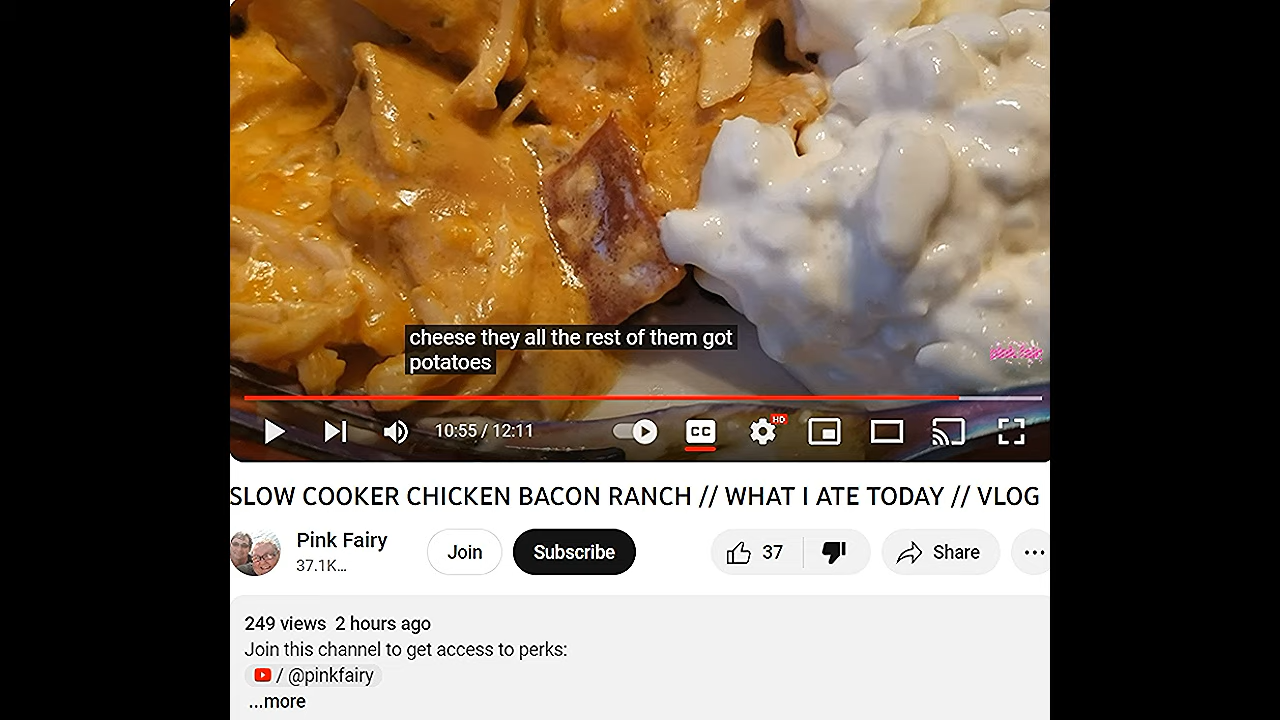 cheese they all the rest of them got
potatoes
10:55 / 12:11
CC
HD
SLOW COOKER CHICKEN BACON RANCH // WHAT I ATE TODAY // VLOG
Pink Fairy
37.1K...
Join
Subscribe
37
Share
...
249 views 2 hours ago
Join this channel to get access to perks:
/ @pinkfairy
...more